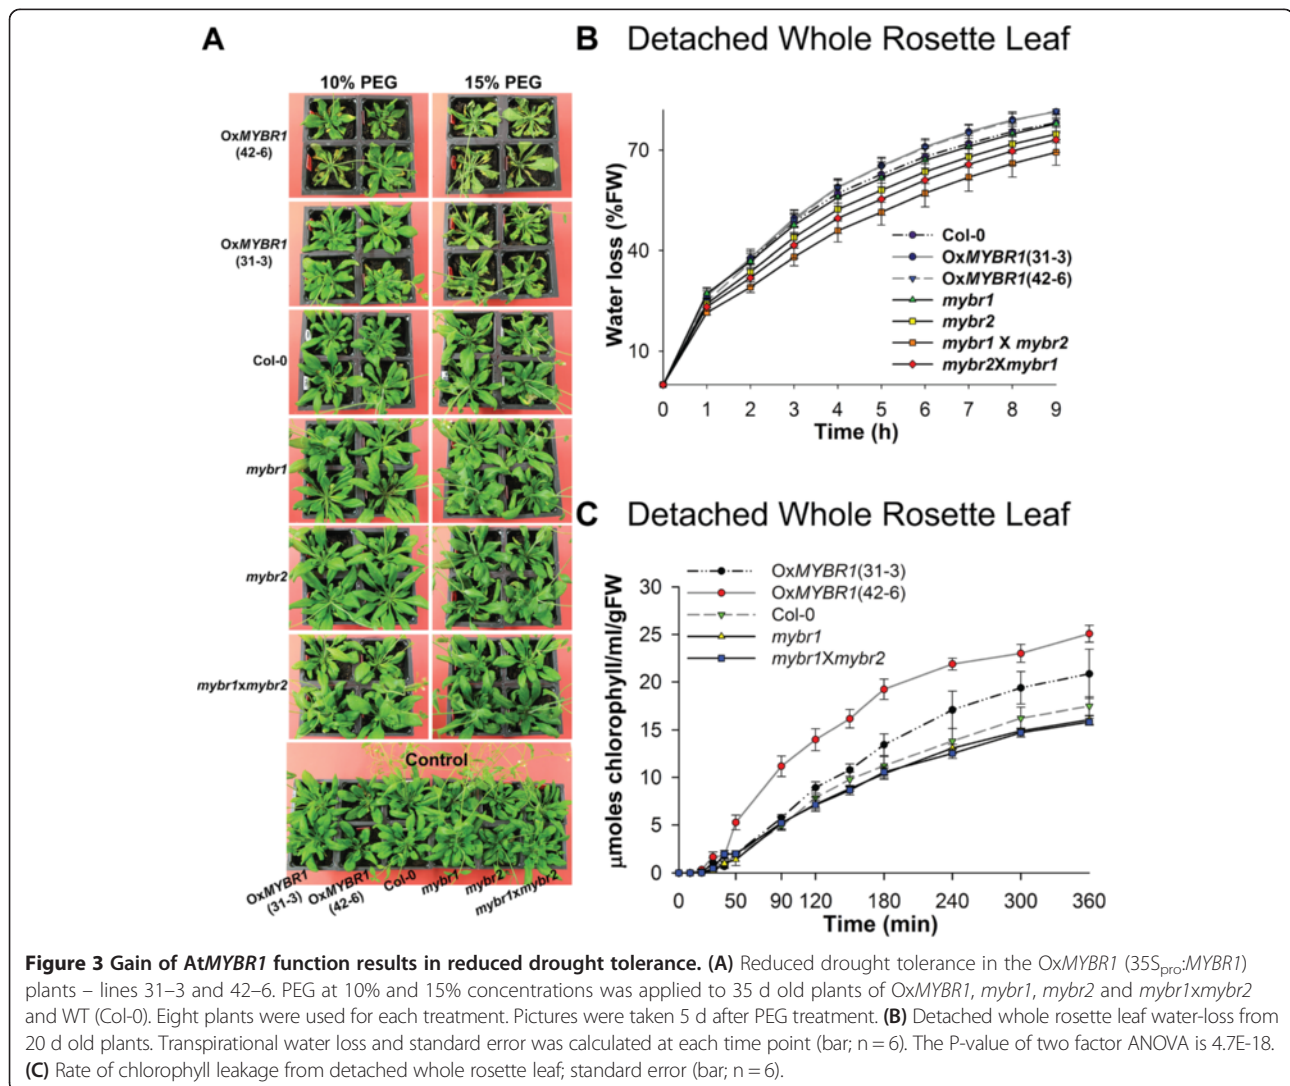 A
10% PEG 15% PEG
OxMYBR1
(42-6)
OxMYBR1
(31-3)
Col-0
mybr1
mybr2
mybr1xmybr2
Control
OxMYBR1
(31-3)
OxMYBR1
(42-6)
Col-0
mybr1
mybr2
mybr1xmybr2
B Detached Whole Rosette Leaf
Water loss (%FW)
70
40
10
0 1 2 3 4 5 6 7 8 9
Time (h)
Col-0
OxMYBR1(31-3)
OxMYBR1(42-6)
mybr1
mybr2
mybr1 X mybr2
mybr2Xmybr1
C Detached Whole Rosette Leaf
µmoles chlorophyll/ml/gFW
30
25
20
15
10
5
0
0 50 90 120 180 240 300 360
Time (min)
OxMYBR1(31-3)
OxMYBR1(42-6)
Col-0
mybr1
mybr1Xmybr2
Figure 3 Gain of AtMYBR1 function results in reduced drought tolerance. (A) Reduced drought tolerance in the OxMYBR1 (35Spro:MYBR1)
plants – lines 31–3 and 42–6. PEG at 10% and 15% concentrations was applied to 35 d old plants of OxMYBR1, mybr1, mybr2 and mybr1xmybr2
and WT (Col-0). Eight plants were used for each treatment. Pictures were taken 5 d after PEG treatment. (B) Detached whole rosette leaf water-loss from
20 d old plants. Transpirational water loss and standard error was calculated at each time point (bar; n = 6). The P-value of two factor ANOVA is 4.7E-18.
(C) Rate of chlorophyll leakage from detached whole rosette leaf; standard error (bar; n = 6).